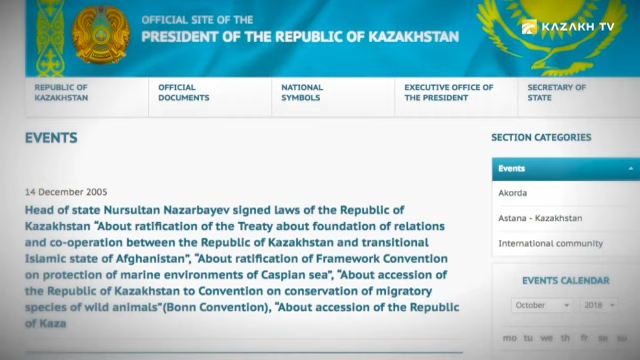 OFFICIAL SITE OF THE
PRESIDENT OF THE REPUBLIC OF KAZAKHSTAN
KAZAKH TV
REPUBLIC OF
KAZAKHSTAN
OFFICIAL
DOCUMENTS
NATIONAL
SYMBOLS
EXECUTIVE OFFICE OF
THE PRESIDENT
SECRETARY OF
STATE
EVENTS
14 December 2005
Head of state Nursultan Nazarbayev signed laws of the Republic of
Kazakhstan “About ratification of the Treaty about foundation of relations
and co-operation between the Republic of Kazakhstan and transitional
Islamic state of Afghanistan”, “About ratification of Framework Convention
on protection of marine environments of Caspian sea”, “About accession of
the Republic of Kazakhstan to Convention on conservation of migratory
species of wild animals”(Bonn Convention), “About accession of the Republic
of Kaza
SECTION CATEGORIES
Events
Akorda
Astana - Kazakhstan
International community
EVENTS CALENDAR
October 2018
mo tu we th fr sa su